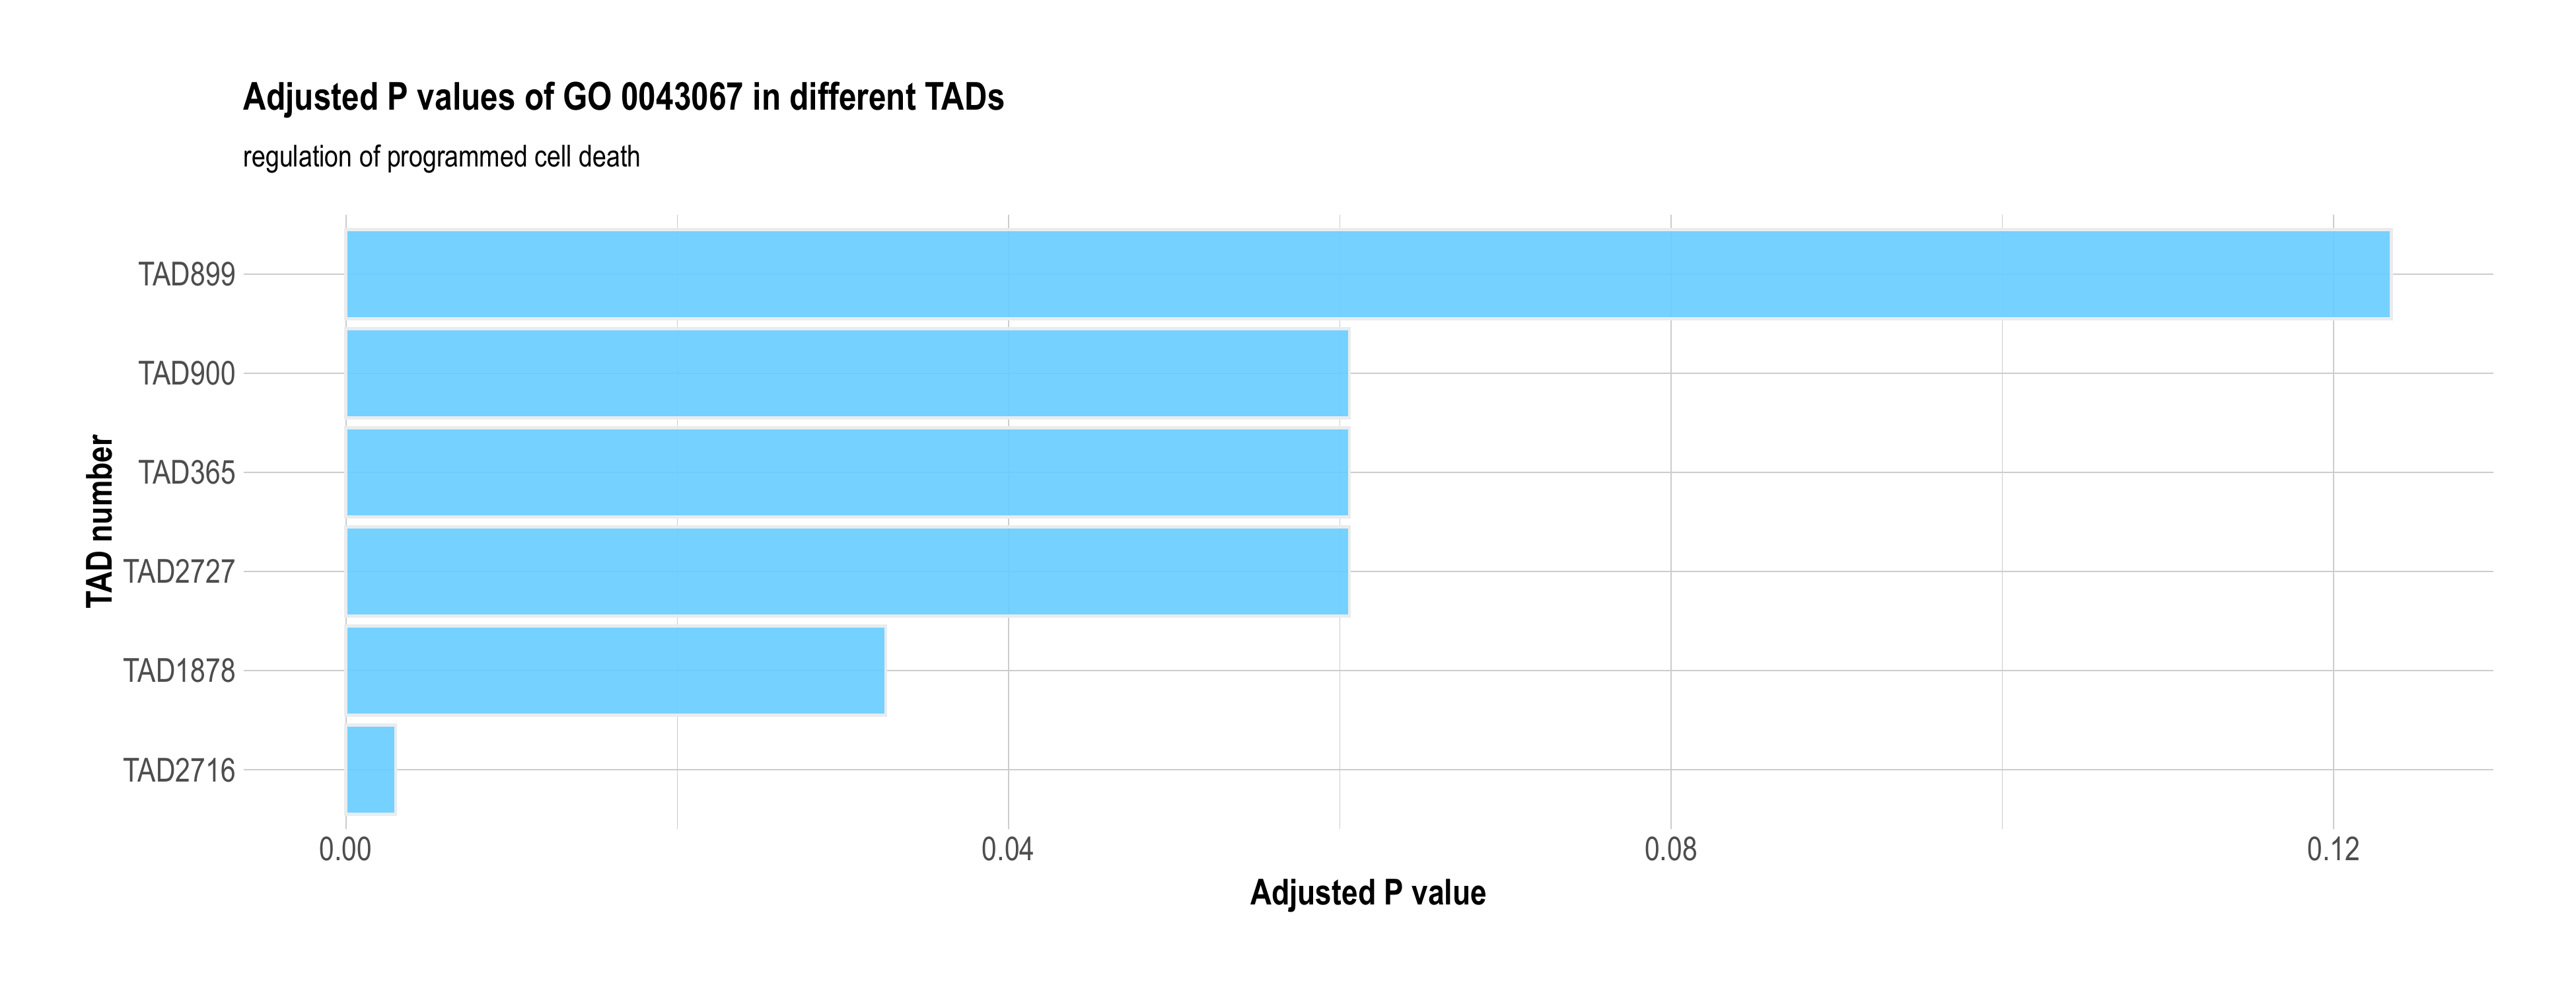 Adjusted P values of GO 0043067 in different TADs
regulation of programmed cell death
TAD number
TAD899
TAD900
TAD365
TAD2727
TAD1878
TAD2716
0.00 0.04 0.08 0.12
Adjusted P value